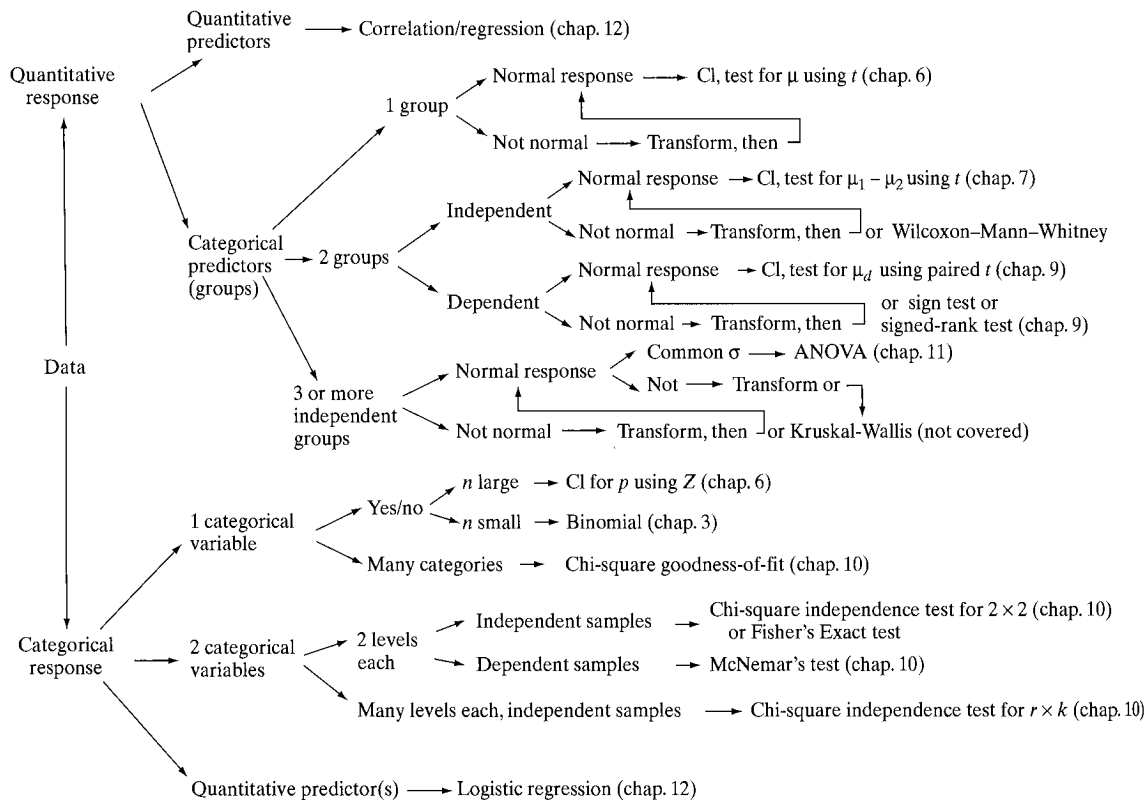 Quantitative
predictors
Correlation/regression (chap. 12)
Quantitative
response
Normal response
CI, test for μ using t (chap. 6)
1 group
Not normal
Transform, then
Normal response
CI, test for μ1 – μ2 using t (chap. 7)
Independent
Not normal
Transform, then
or Wilcoxon–Mann–Whitney
Categorical
predictors
(groups)
2 groups
Normal response
CI, test for μd using paired t (chap. 9)
Dependent
Not normal
Transform, then
or sign test or
signed-rank test (chap. 9)
Data
Common σ
ANOVA (chap. 11)
Normal response
Not
Transform or
3 or more
independent
groups
Not normal
Transform, then
or Kruskal-Wallis (not covered)
n large
CI for p using Z (chap. 6)
Yes/no
1 categorical
variable
n small
Binomial (chap. 3)
Many categories
Chi-square goodness-of-fit (chap. 10)
Categorical
response
2 categorical
variables
2 levels
each
Independent samples
Chi-square independence test for 2 × 2 (chap. 10)
or Fisher's Exact test
Dependent samples
McNemar's test (chap. 10)
Many levels each, independent samples
Chi-square independence test for r × k (chap. 10)
Quantitative predictor(s)
Logistic regression (chap. 12)